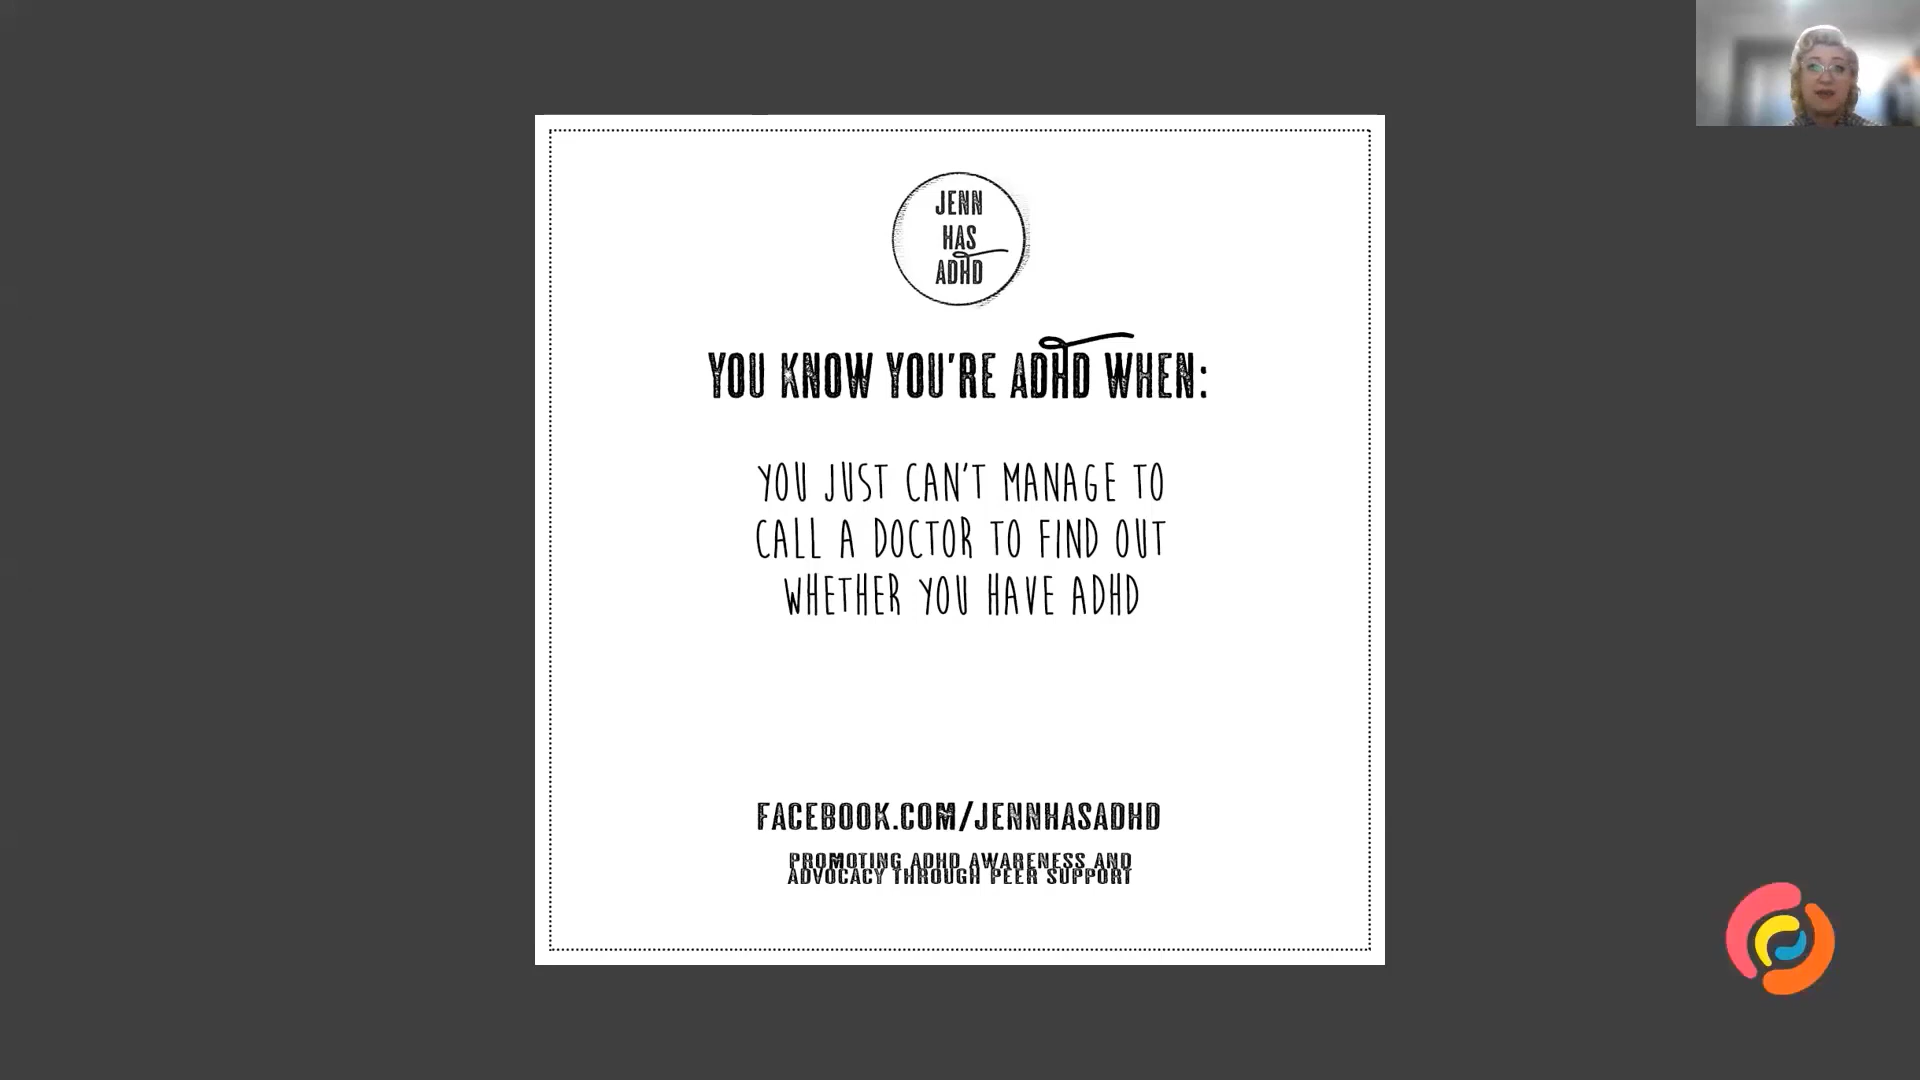 JENN
HAS
ADHD
YOU KNOW YOU'RE ADHD WHEN:
YOU JUST CAN'T MANAGE TO
CALL A DOCTOR TO FIND OUT
WHETHER YOU HAVE ADHD
FACEBOOK.COM/JENNHASADHD
PROMOTING ADHD AWARENESS AND
ADVOCACY THROUGH PEER SUPPORT